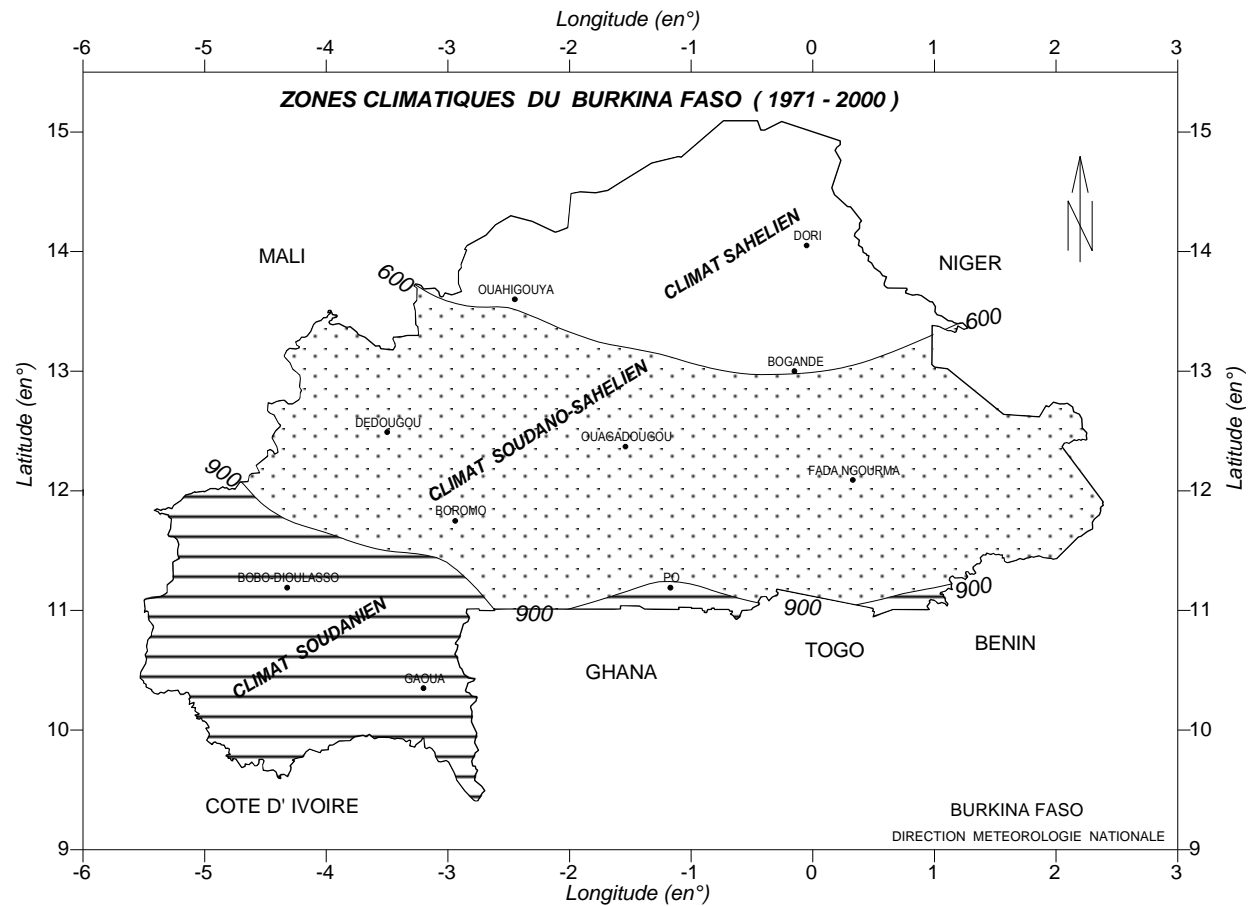 Longitude (en°)
-6 -5 -4 -3 -2 -1 0 1 2 3
ZONES CLIMATIQUES DU BURKINA FASO ( 1971 - 2000 )
15 15
N
14 14
MALI
DORI
CLIMAT SAHELIEN
NIGER
600
OUAHIGOUYA
600
13 13
BOGANDE
Latitude (en°)
Latitude (en°)
CLIMAT SOUDANO-SAHELIEN
DEDOUGOU
OUAGADOUGOU
FADA NGOURMA
900
12 12
BOROMO
BOBO-DIOULASSO
PO
900
900
900
11 11
CLIMAT SOUDANIEN
TOGO
BENIN
GHANA
GAOUA
10 10
COTE D' IVOIRE
BURKINA FASO
DIRECTION METEOROLOGIE NATIONALE
9 9
-6 -5 -4 -3 -2 -1 0 1 2 3
Longitude (en°)